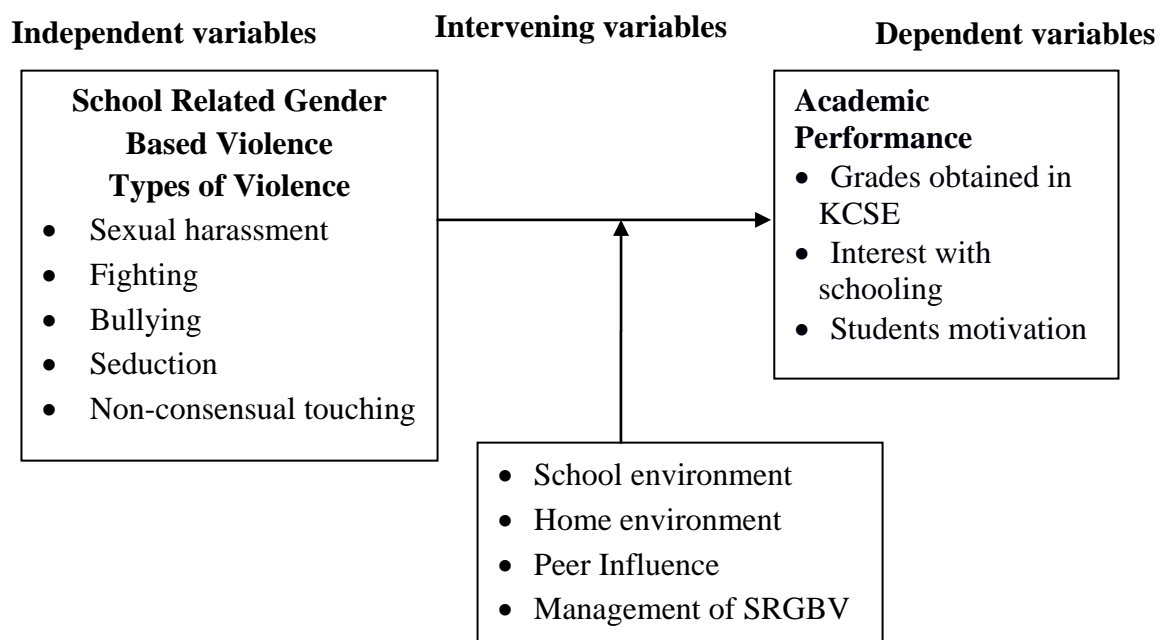 Independent variables
Intervening variables
Dependent variables
School Related Gender
Based Violence
Types of Violence
• Sexual harassment
• Fighting
• Bullying
• Seduction
• Non-consensual touching
Academic
Performance
• Grades obtained in
KCSE
• Interest with
schooling
• Students motivation
• School environment
• Home environment
• Peer Influence
• Management of SRGBV